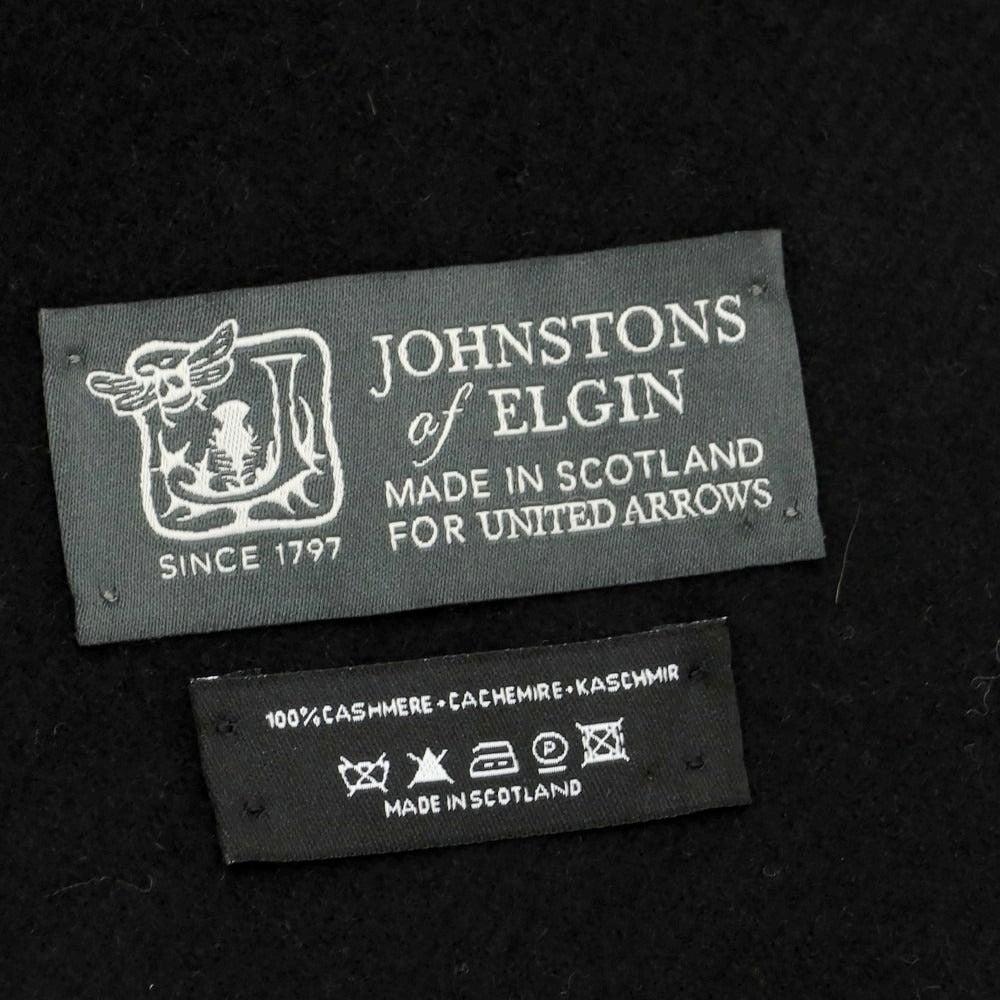 JOHNSTONS
of ELGIN
MADE IN SCOTLAND
FOR UNITED ARROWS
SINCE 1797
100% CASHMERE • CACHEMIRE • KASCHMIR
P
MADE IN SCOTLAND